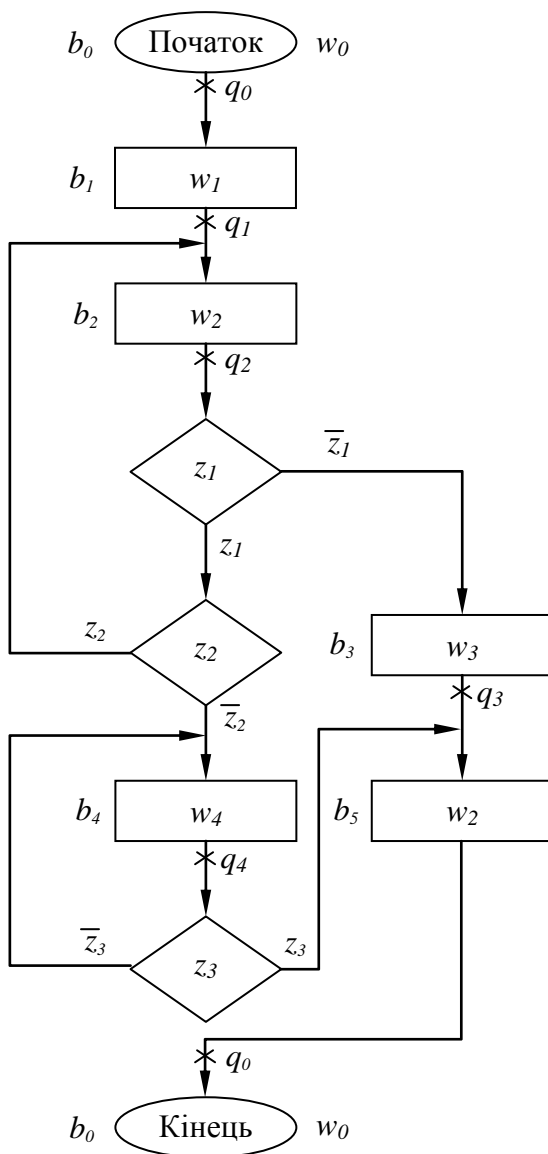 b₀ Початок w₀
q₀
b₁ w₁
q₁
b₂ w₂
q₂
z̅₁
z₁
z₁
z₂ z₂
b₃ w₃
z̅₂
q₃
b₄ w₄ b₅ w₂
q₄
z̅₃ z₃ z₃
q₀
b₀ Кінець w₀